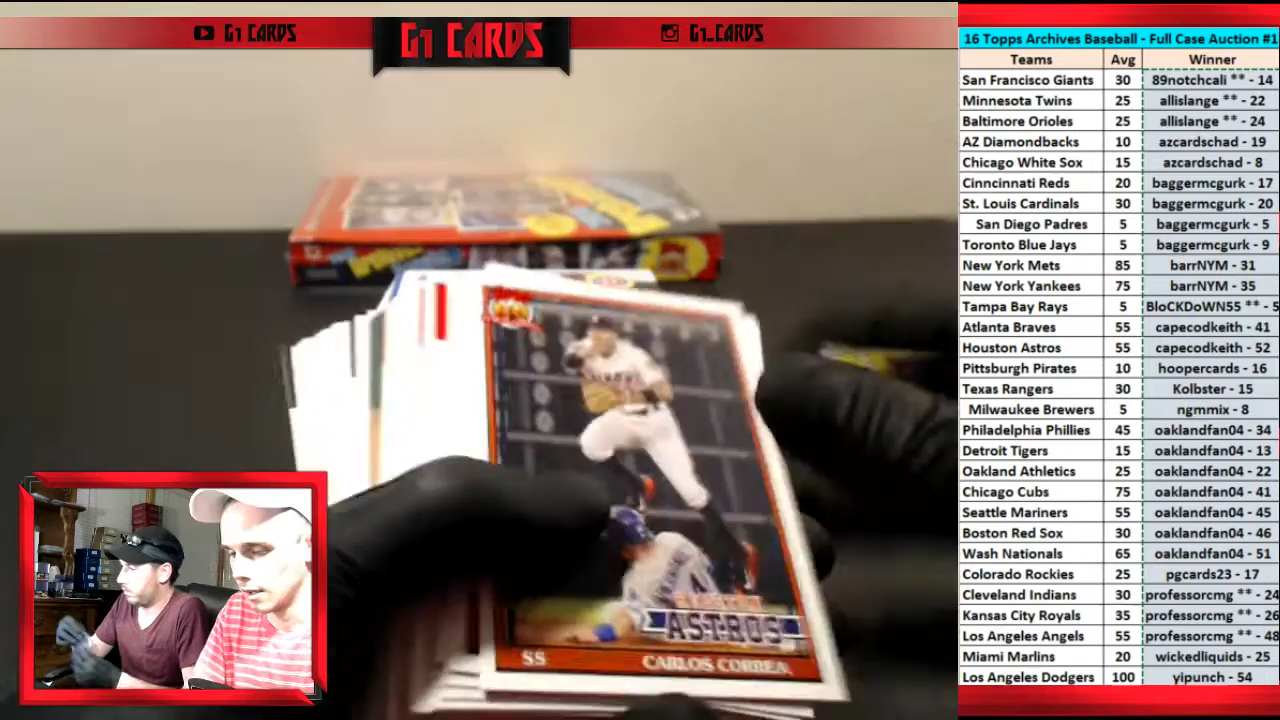 G1 CARDS
G1 CARDS
G1_CARDS
16 Topps Archives Baseball - Full Case Auction #1
Teams Avg Winner
San Francisco Giants 30 89notchcali ** - 14
Minnesota Twins 25 allislange ** - 22
Baltimore Orioles 25 allislange ** - 24
AZ Diamondbacks 10 azcardschad - 19
Chicago White Sox 15 azcardschad - 8
Cinncinnati Reds 20 baggermcgurk - 17
St. Louis Cardinals 30 baggermcgurk - 20
San Diego Padres 5 baggermcgurk - 5
Toronto Blue Jays 5 baggermcgurk - 9
New York Mets 85 barrNYM - 31
New York Yankees 75 barrNYM - 35
Tampa Bay Rays 5 BloCKDoWN55 ** - 5
Atlanta Braves 55 capecodkeith - 41
Houston Astros 55 capecodkeith - 52
Pittsburgh Pirates 10 hoopercards - 16
Texas Rangers 30 Kolbster - 15
Milwaukee Brewers 5 ngmmix - 8
Philadelphia Phillies 45 oaklandfan04 - 34
Detroit Tigers 15 oaklandfan04 - 13
Oakland Athletics 25 oaklandfan04 - 22
Chicago Cubs 75 oaklandfan04 - 41
Seattle Mariners 55 oaklandfan04 - 45
Boston Red Sox 30 oaklandfan04 - 46
Wash Nationals 65 oaklandfan04 - 51
Colorado Rockies 25 pgcards23 - 17
Cleveland Indians 30 professorcmg ** - 24
Kansas City Royals 35 professorcmg ** - 26
Los Angeles Angels 55 professorcmg ** - 48
Miami Marlins 20 wickedliquids - 25
Los Angeles Dodgers 100 yipunch - 54
HOUSTON
ASTROS
SS CARLOS CORREA